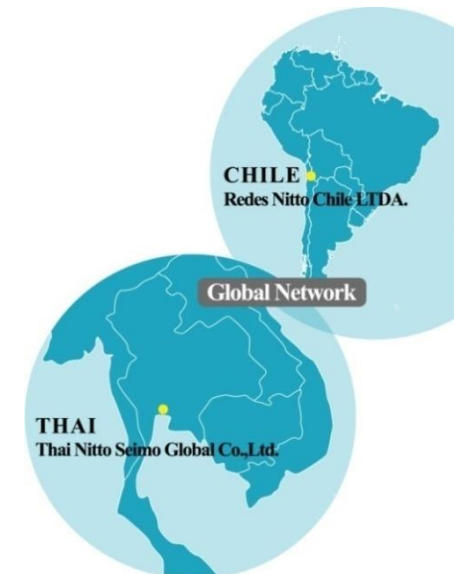 CHILE
Redes Nitto Chile LTDA.
Global Network
THAI
Thai Nitto Seimo Global Co.,Ltd.